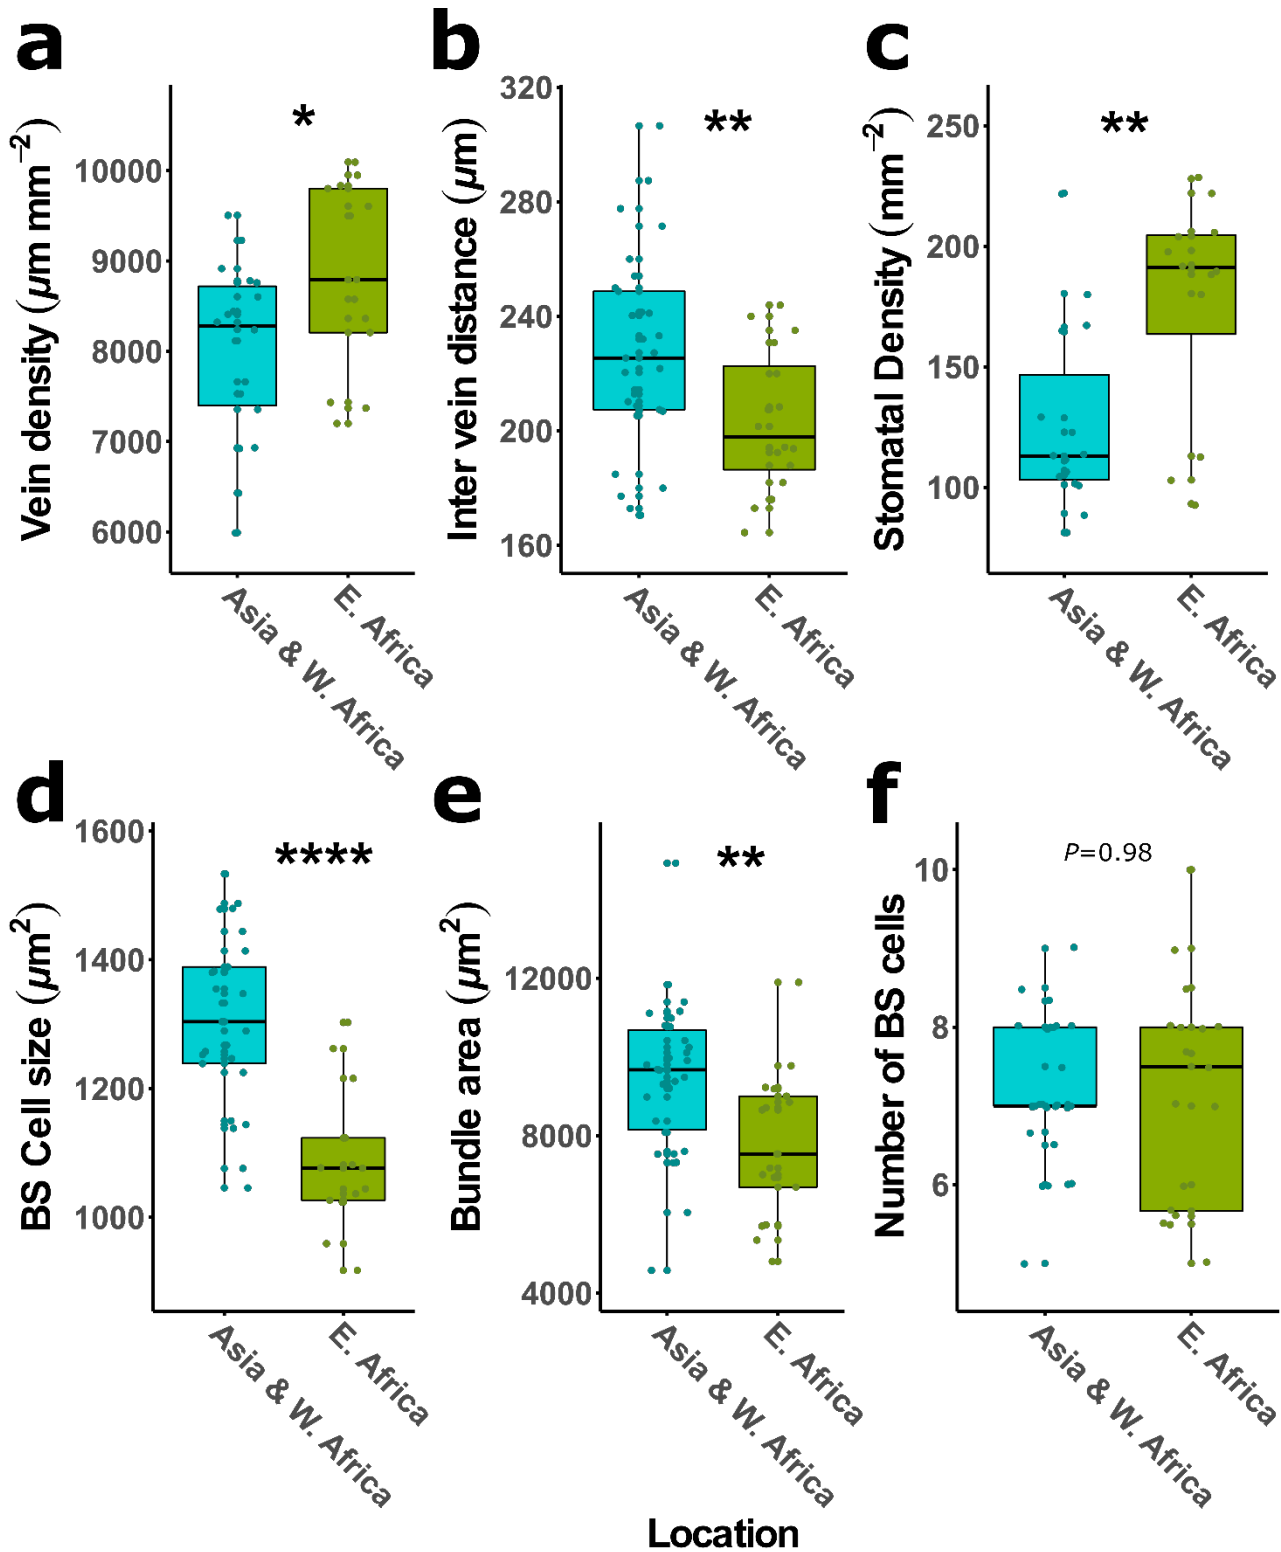 a
b
c
Vein density (µm mm⁻²)
10000
9000
8000
7000
6000
*
Asia & W. Africa
E. Africa
Inter vein distance (µm)
320
280
240
200
160
**
Asia & W. Africa
E. Africa
Stomatal Density (mm⁻²)
250
200
150
100
**
Asia & W. Africa
E. Africa
d
e
f
BS Cell size (µm²)
1600
1400
1200
1000
****
Asia & W. Africa
E. Africa
Bundle area (µm²)
12000
8000
4000
**
Asia & W. Africa
E. Africa
Number of BS cells
10
8
6
P=0.98
Asia & W. Africa
E. Africa
Location